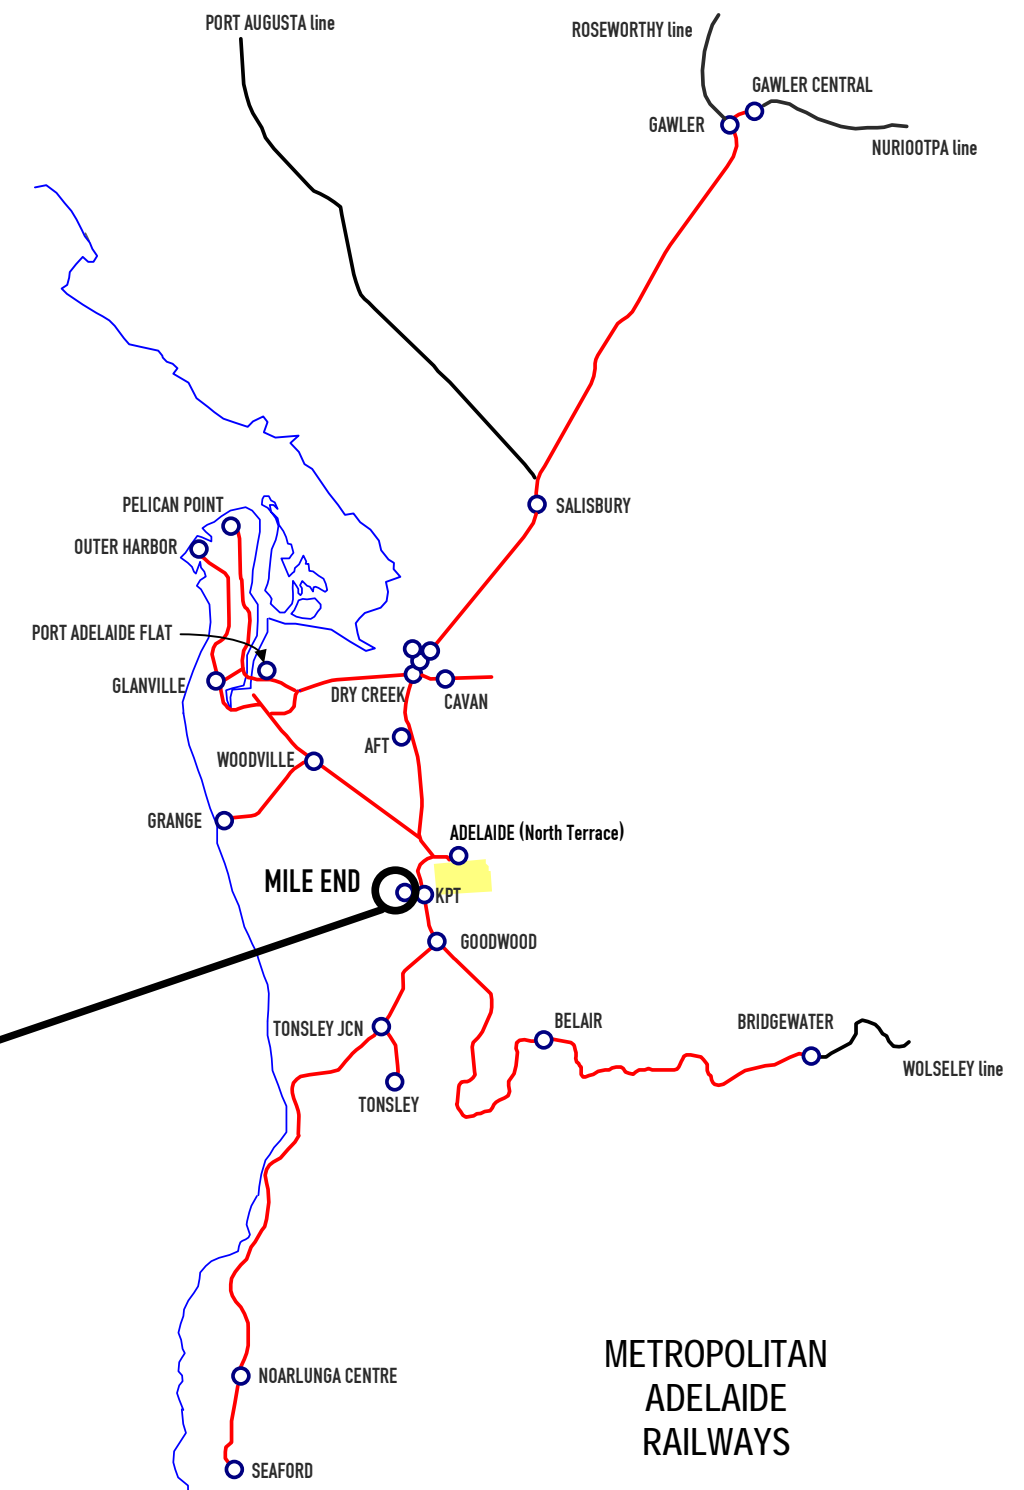 PORT AUGUSTA line
ROSEWORTHY line
GAWLER CENTRAL
GAWLER
NURIOOTPA line
PELICAN POINT
SALISBURY
OUTER HARBOR
PORT ADELAIDE FLAT
GLANVILLE
DRY CREEK
CAVAN
AFT
WOODVILLE
GRANGE
ADELAIDE (North Terrace)
MILE END
KPT
GOODWOOD
TONSLEY JCN
BELAIR
BRIDGEWATER
WOLSELEY line
TONSLEY
METROPOLITAN
ADELAIDE
RAILWAYS
NOARLUNGA CENTRE
SEAFORD